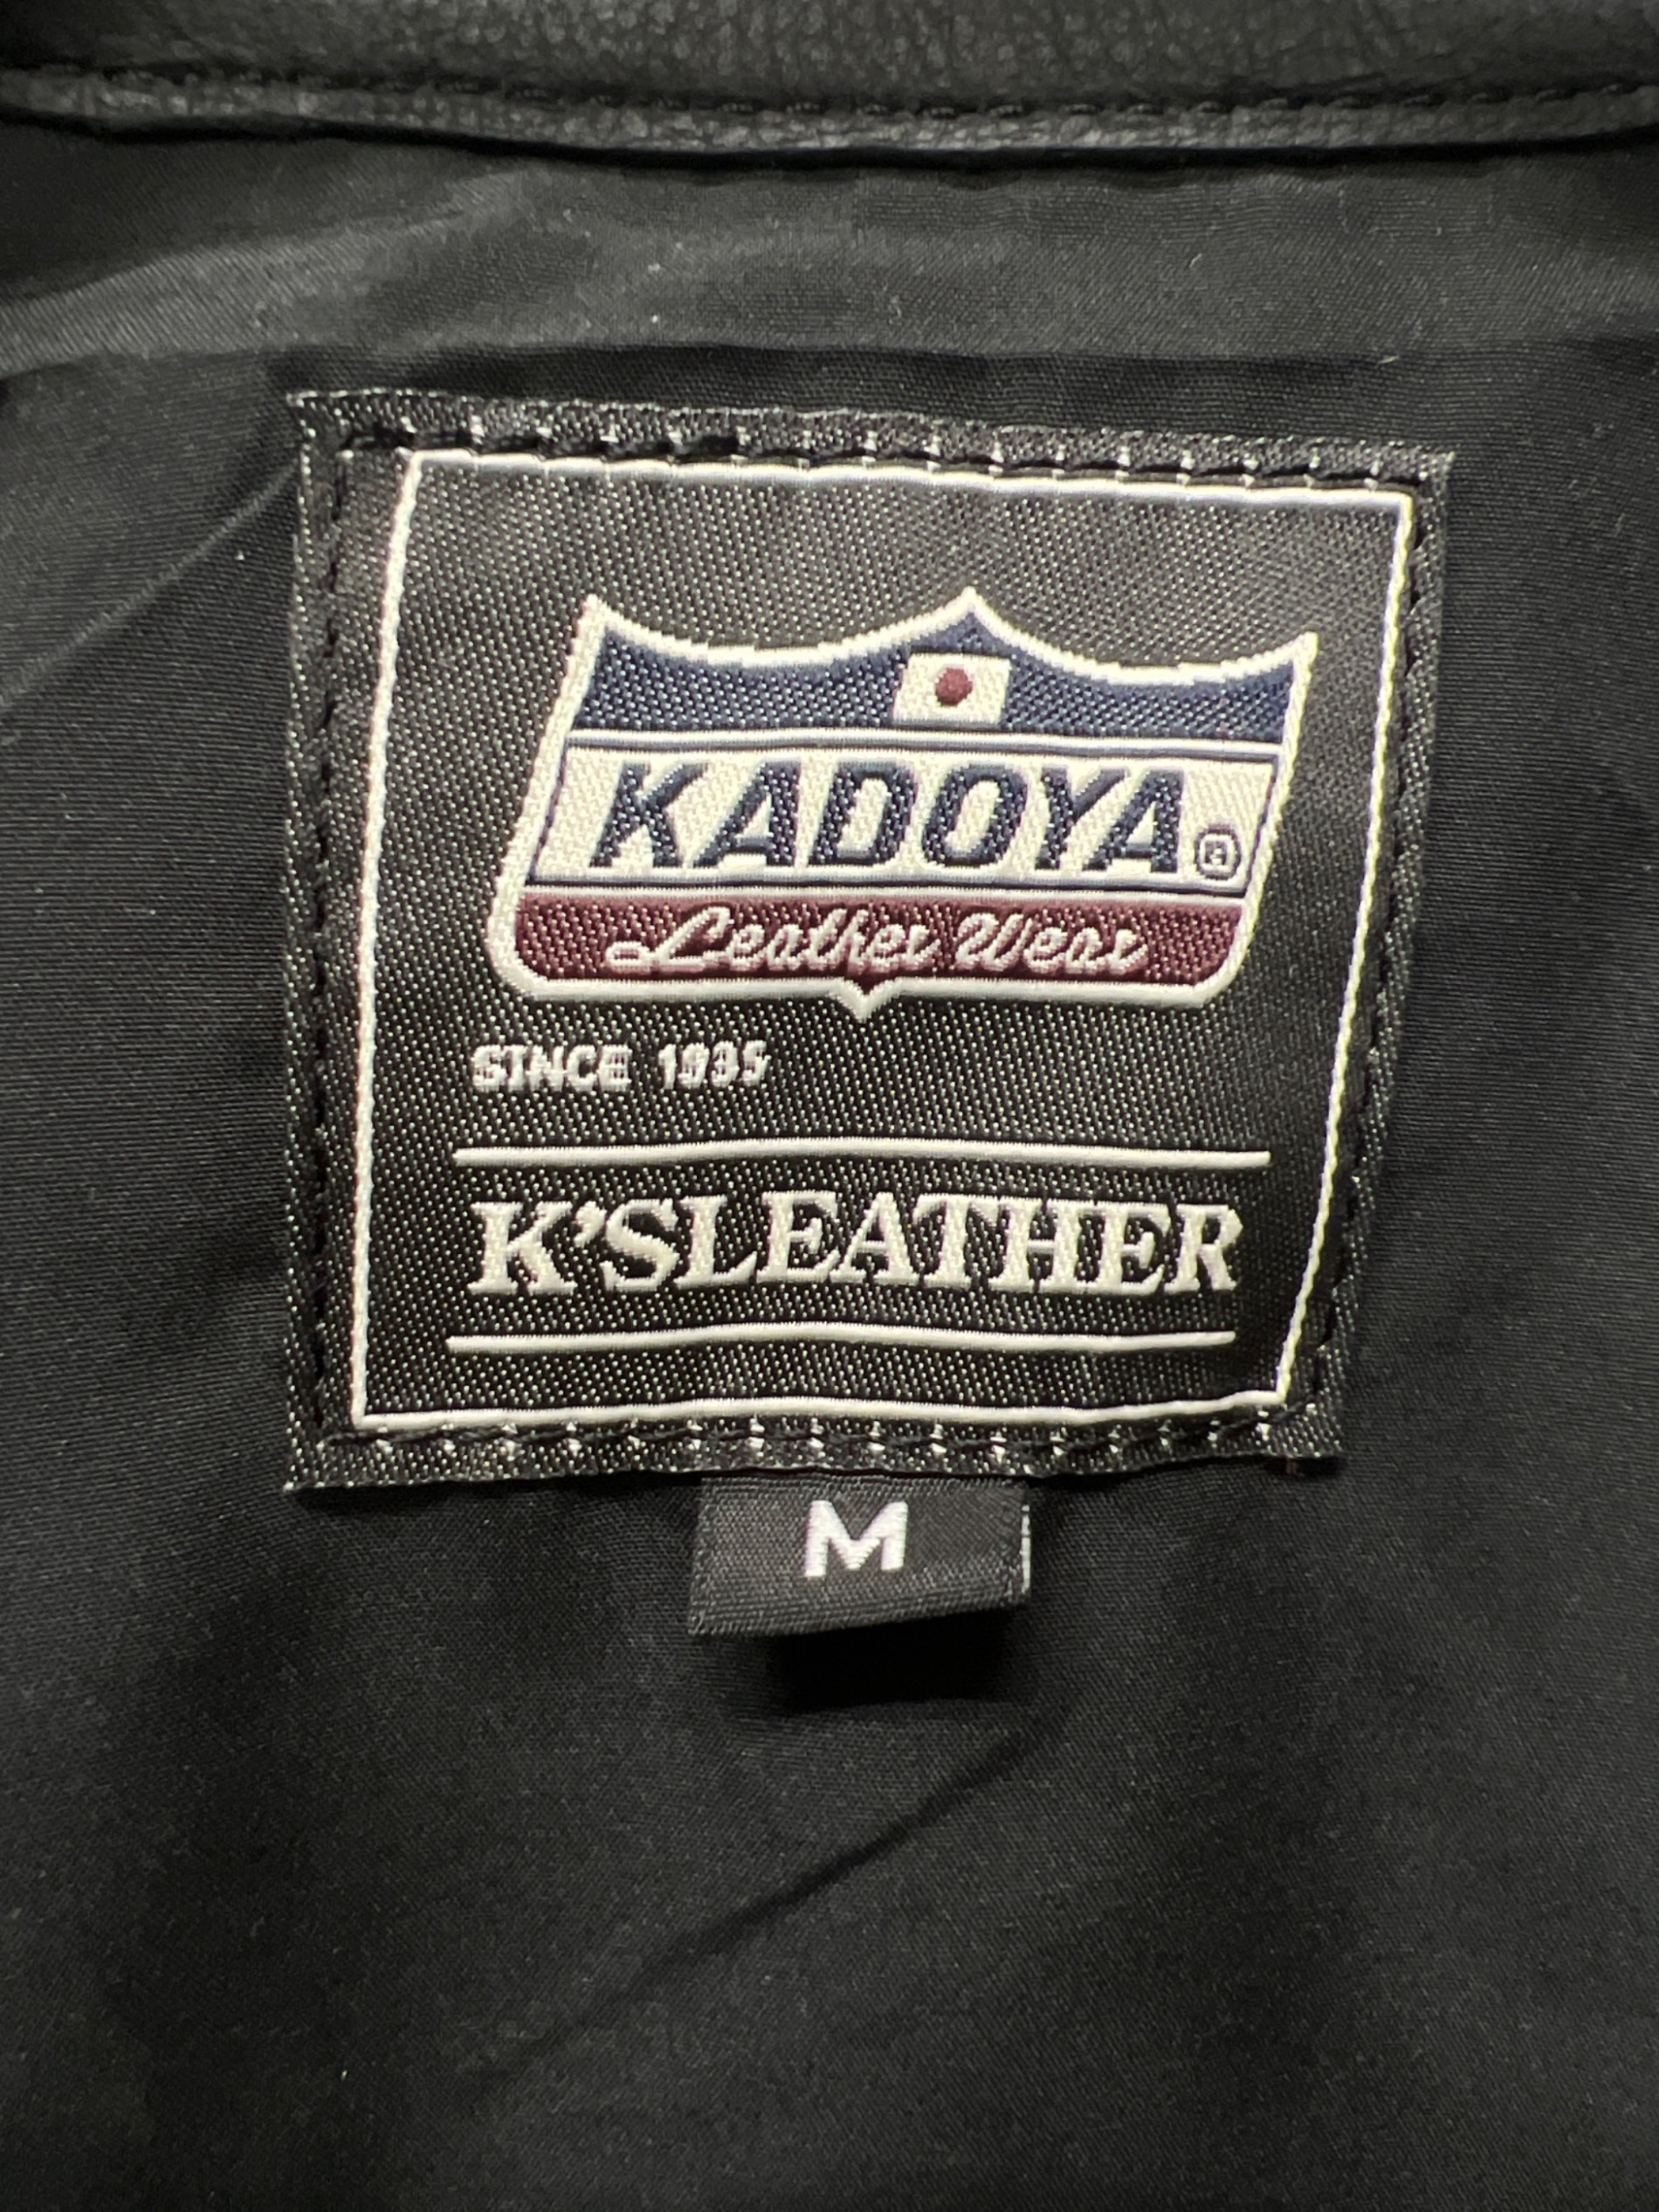 KADOYA®
Leather Wear
SINCE 1935
K'SLEATHER
M